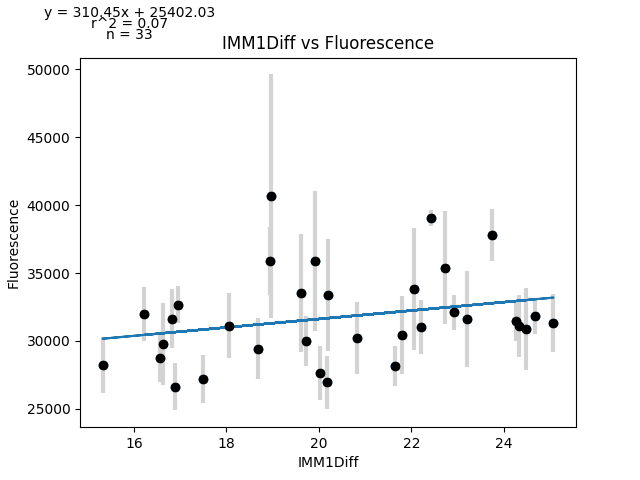 y = 310.45x + 25402.03
r^2 = 0.07
n = 33
IMM1Diff vs Fluorescence
50000
45000
40000
35000
30000
25000
Fluorescence
16 18 20 22 24
IMM1Diff